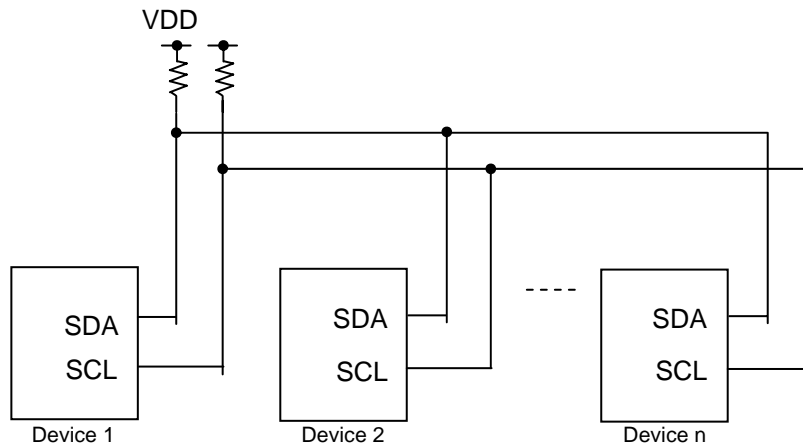 VDD
SDA
SCL
Device 1
SDA
SCL
Device 2
SDA
SCL
Device n